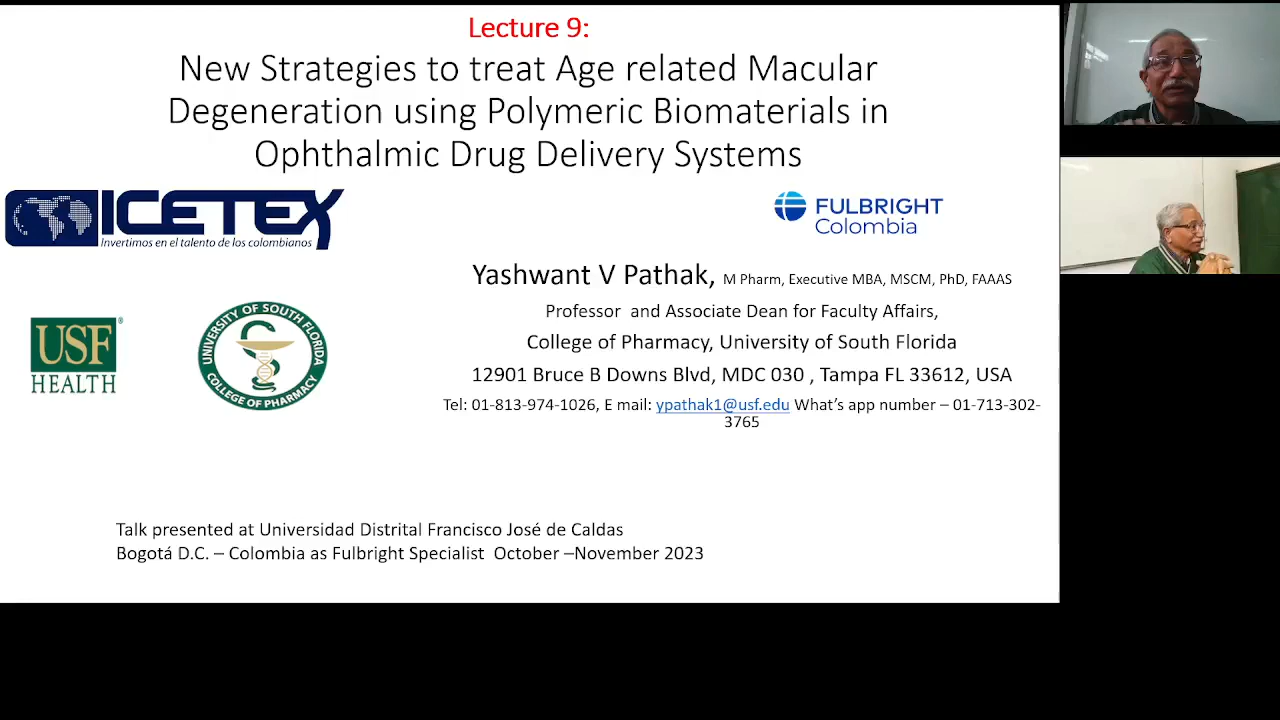 Lecture 9:
New Strategies to treat Age related Macular
Degeneration using Polymeric Biomaterials in
Ophthalmic Drug Delivery Systems
ICETEX
Invertimos en el talento de los colombianos
FULBRIGHT
Colombia
Yashwant V Pathak, M Pharm, Executive MBA, MSCM, PhD, FAAAS
Professor and Associate Dean for Faculty Affairs,
College of Pharmacy, University of South Florida
12901 Bruce B Downs Blvd, MDC 030 , Tampa FL 33612, USA
Tel: 01-813-974-1026, E mail: ypathak1@usf.edu What’s app number – 01-713-302-
3765
USF®
HEALTH
UNIVERSITY OF SOUTH FLORIDA
COLLEGE OF PHARMACY
Talk presented at Universidad Distrital Francisco José de Caldas
Bogotá D.C. – Colombia as Fulbright Specialist October –November 2023